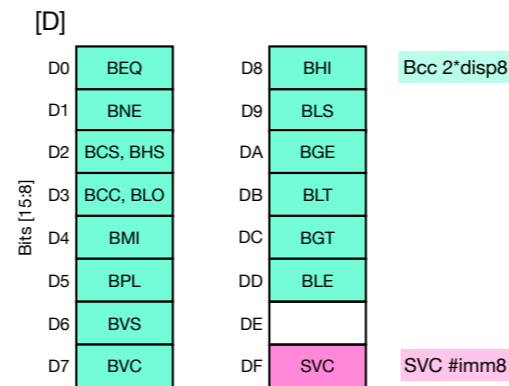 [D]
D0 BEQ D8 BHI Bcc 2*disp8
D1 BNE D9 BLS
D2 BCS, BHS DA BGE
D3 BCC, BLO DB BLT
Bits [15:8]
D4 BMI DC BGT
D5 BPL DD BLE
D6 BVS DE
D7 BVC DF SVC SVC #imm8